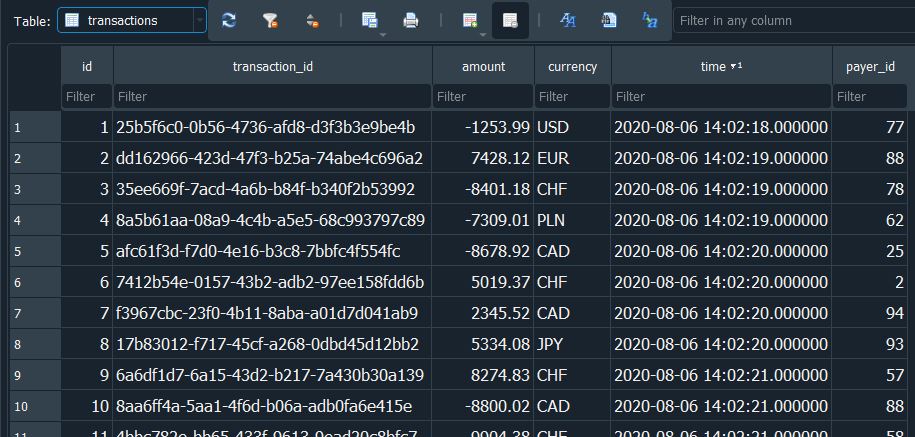 Table: transactions Filter in any column
id transaction_id amount currency time 1 payer_id
Filter Filter Filter Filter Filter Filter
1 1 25b5f6c0-0b56-4736-afd8-d3f3b3e9be4b -1253.99 USD 2020-08-06 14:02:18.000000 77
2 2 dd162966-423d-47f3-b25a-74abe4c696a2 7428.12 EUR 2020-08-06 14:02:19.000000 88
3 3 35ee669f-7acd-4a6b-b84f-b340f2b53992 -8401.18 CHF 2020-08-06 14:02:19.000000 78
4 4 8a5b61aa-08a9-4c4b-a5e5-68c993797c89 -7309.01 PLN 2020-08-06 14:02:19.000000 62
5 5 afc61f3d-f7d0-4e16-b3c8-7bbfc4f554fc -8678.92 CAD 2020-08-06 14:02:20.000000 25
6 6 7412b54e-0157-43b2-adb2-97ee158fdd6b 5019.37 CHF 2020-08-06 14:02:20.000000 2
7 7 f3967cbc-23f0-4b11-8aba-a01d7d041ab9 2345.52 CAD 2020-08-06 14:02:20.000000 94
8 8 17b83012-f717-45cf-a268-0dbd45d12bb2 5334.08 JPY 2020-08-06 14:02:20.000000 93
9 9 6a6df1d7-6a15-43d2-b217-7a430b30a139 8274.83 CHF 2020-08-06 14:02:21.000000 57
10 10 8aa6ff4a-5aa1-4f6d-b06a-adb0fa6e415e -8800.02 CAD 2020-08-06 14:02:21.000000 88
11 11 CHF 2020-08-06 14:02:21.000000 58